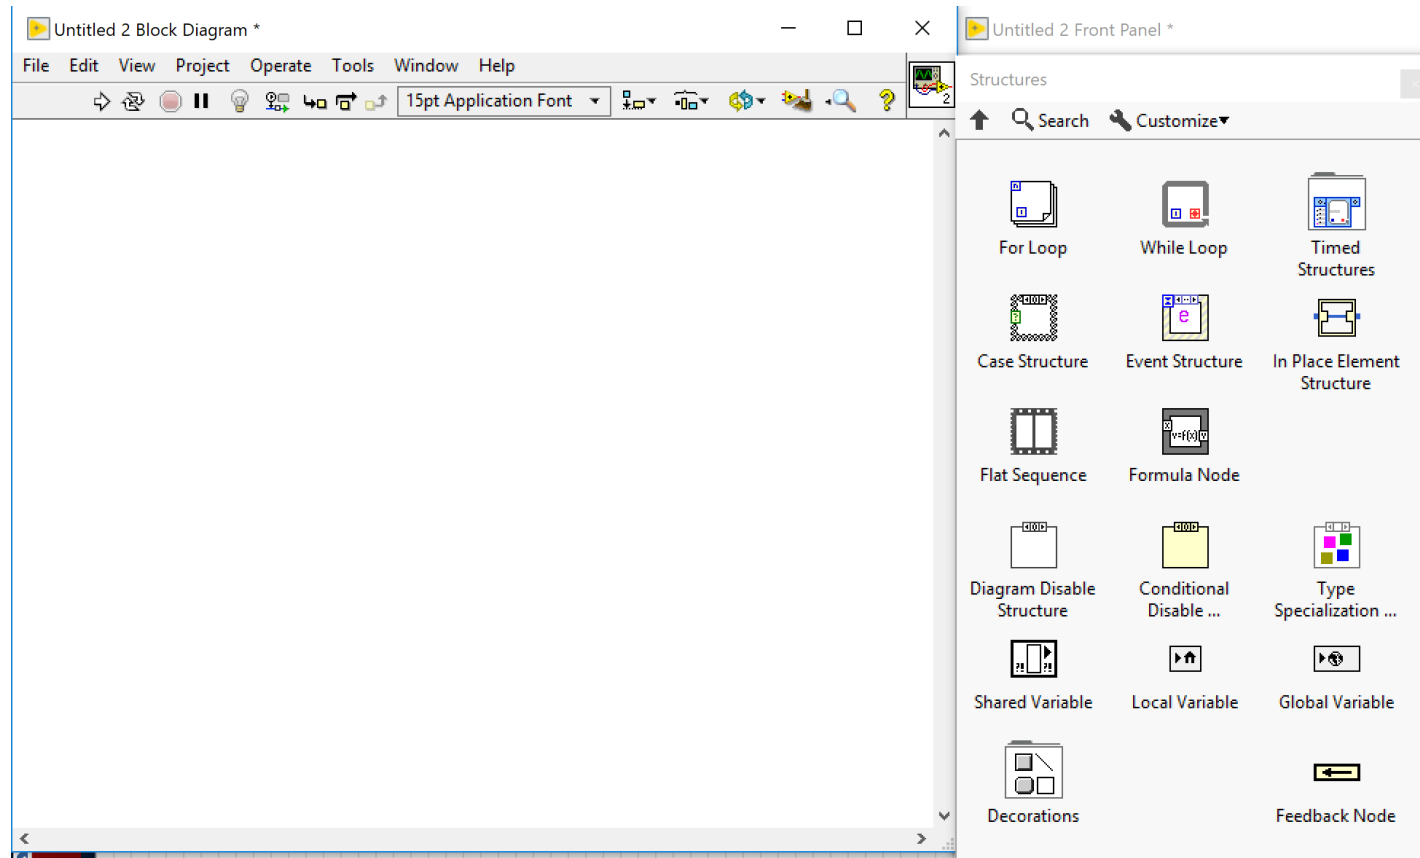 Untitled 2 Block Diagram *
Untitled 2 Front Panel *
File Edit View Project Operate Tools Window Help
15pt Application Font
2
Structures
Search Customize
For Loop
While Loop
Timed
Structures
Case Structure
Event Structure
In Place Element
Structure
Flat Sequence
v=f(x)
Formula Node
Diagram Disable
Structure
Conditional
Disable ...
Type
Specialization ...
Shared Variable
Local Variable
Global Variable
Decorations
Feedback Node